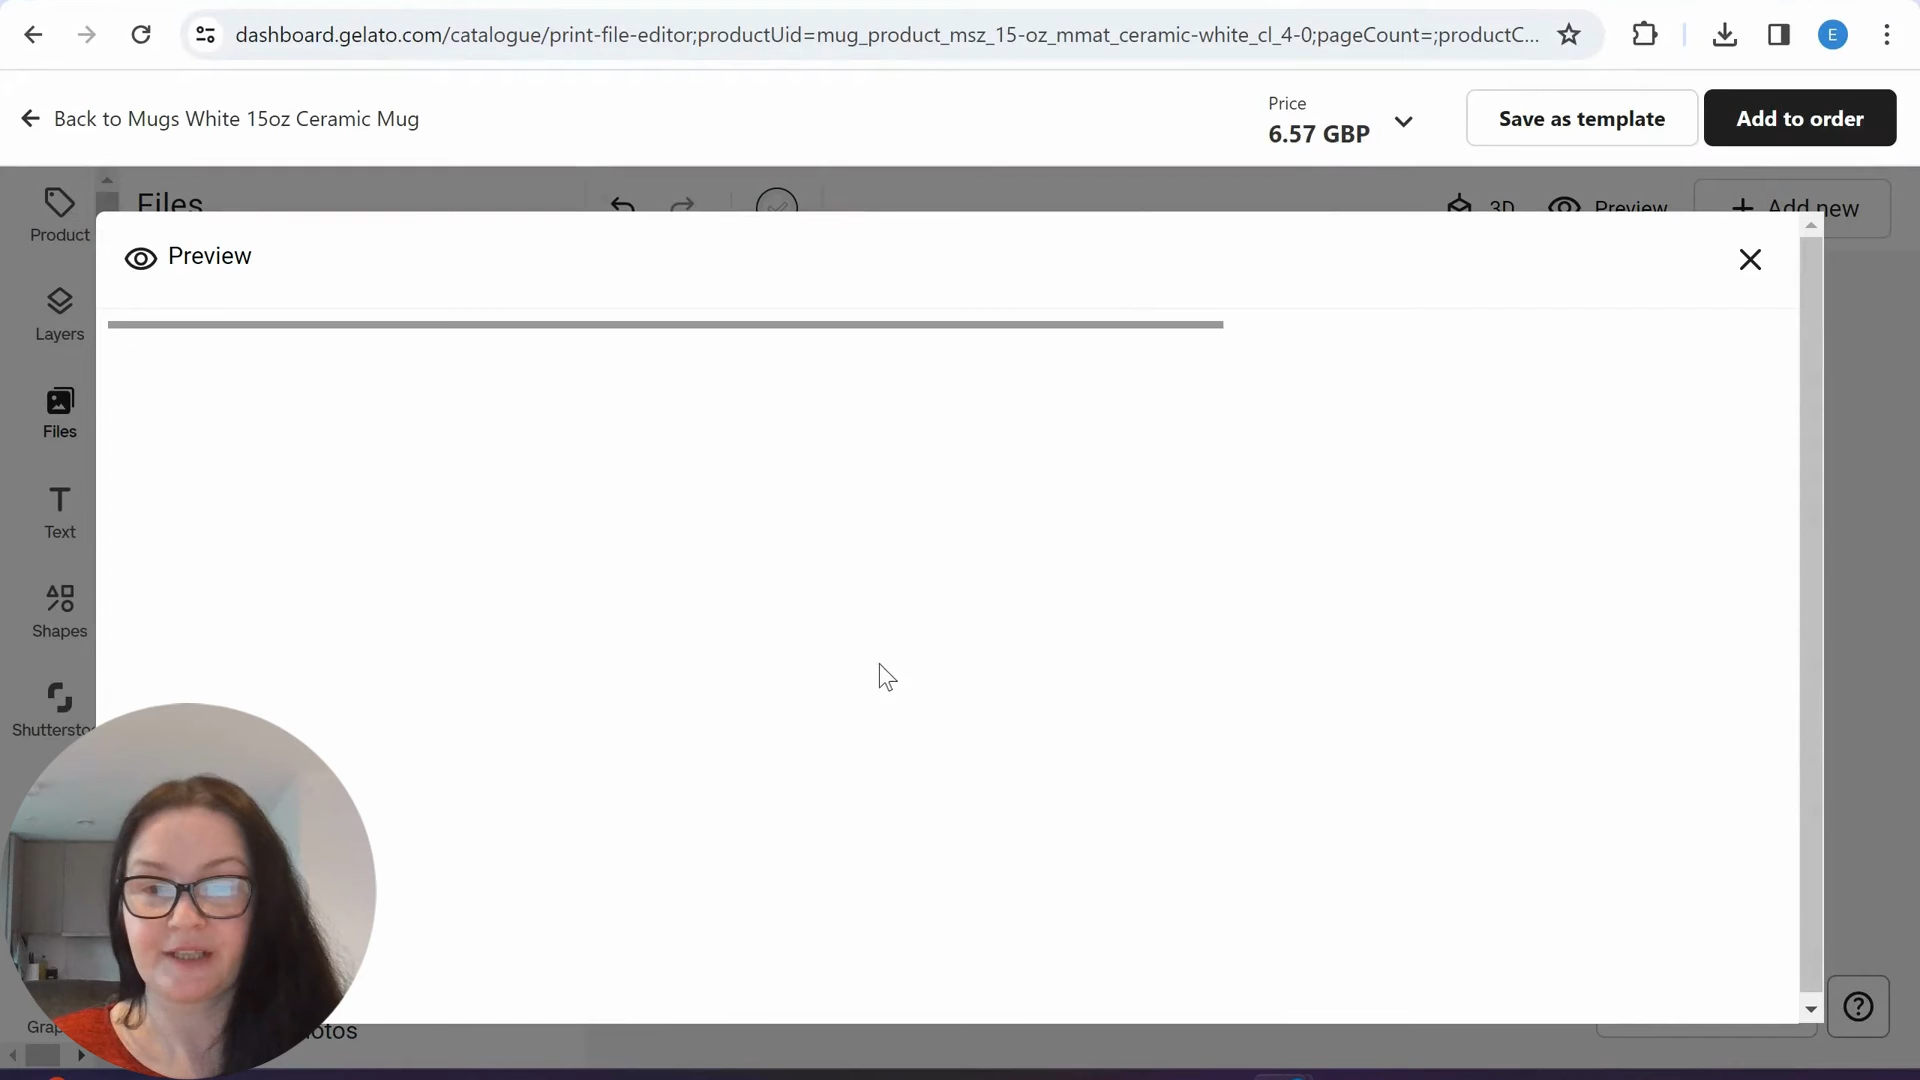 dashboard.gelato.com/catalogue/print-file-editor;productUid=mug_product_msz_15-oz_mmat_ceramic-white_cl_4-0;pageCount=;productC...
E
Back to Mugs White 15oz Ceramic Mug
Price
6.57 GBP
Save as template
Add to order
Product
Files
3D
Preview
Add new
Preview
Layers
Files
Text
Shapes
Shuttersto
Gra
otos